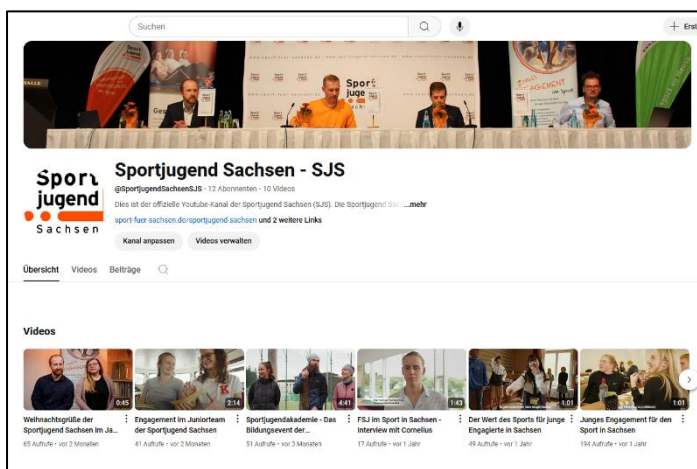 Suchen
Erst
Spor
jugend
Sachsen
Sportjugend Sachsen - SJS
@SportjugendSachsenSJS · 12 Abonnenten · 10 Videos
Dies ist der offizielle Youtube-Kanal der Sportjugend Sachsen (SJS). Die Sportjugend ...mehr
sport-fuer-sachsen.de/sportjugend-sachsen und 2 weitere Links
Kanal anpassen Videos verwalten
Übersicht Videos Beiträge
Videos
0:45 2:14 4:41 1:43 1:01 1:01
Weihnachtsgrüße der
Sportjugend Sachsen im Ja...
65 Aufrufe · vor 2 Monaten
Engagement im Juniorteam
der Sportjugend Sachsen
41 Aufrufe · vor 2 Monaten
Sportjugendakademie - Das
Bildungsevent der...
51 Aufrufe · vor 3 Monaten
FSJ im Sport in Sachsen -
Interview mit Cornelius
17 Aufrufe · vor 1 Jahr
Der Wert des Sports für junge
Engagierte in Sachsen
49 Aufrufe · vor 1 Jahr
Junges Engagement für den
Sport in Sachsen
194 Aufrufe · vor 1 Jahr